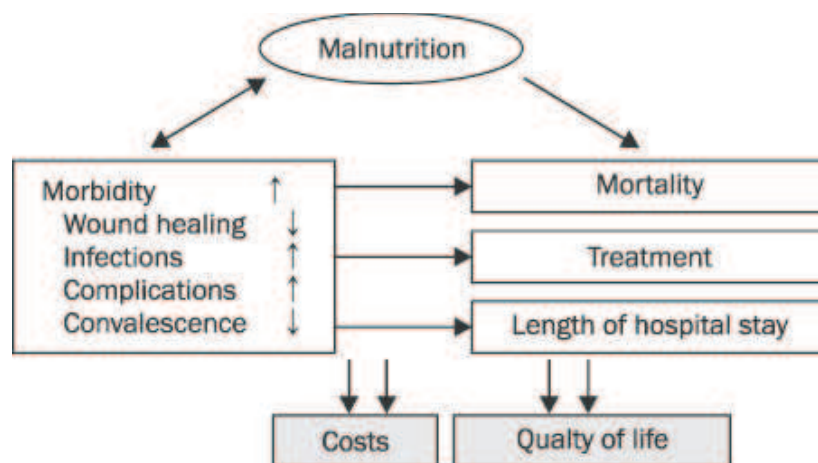 Malnutrition
Morbidity ↑
Wound healing ↓
Infections ↑
Complications ↑
Convalescence ↓
Mortality
Treatment
Length of hospital stay
Costs
Qualty of life